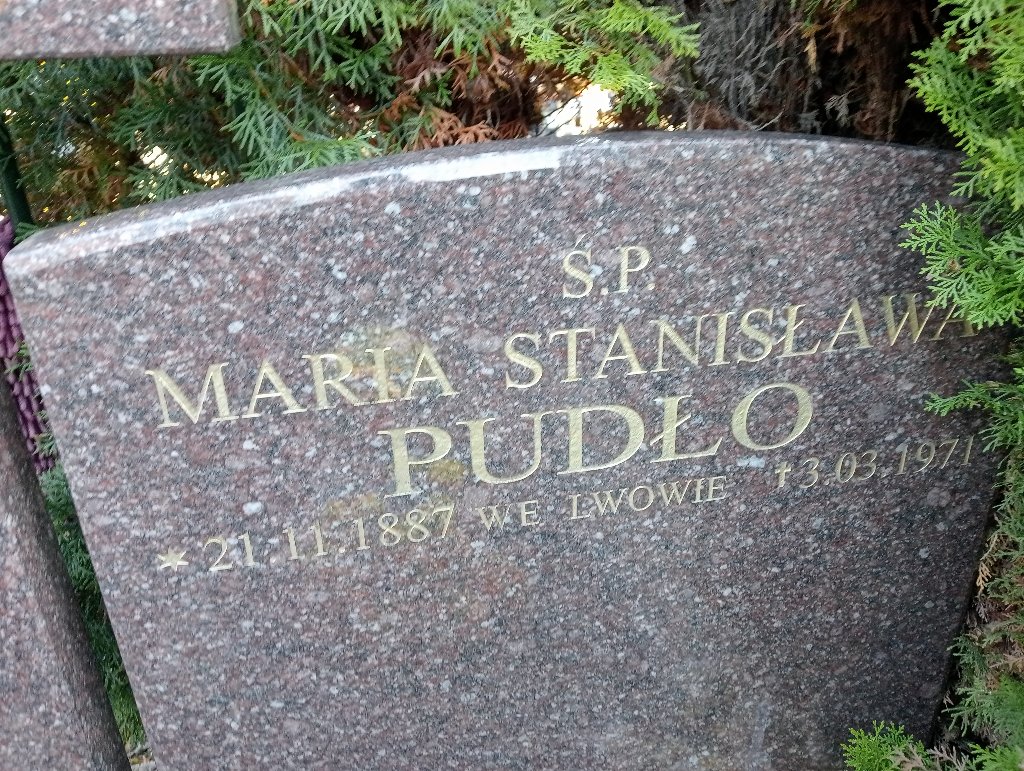 Ś.P.
MARIA STANISŁAWA
PUDŁO
* 21.11.1887 WE LWOWIE †3.03.1971